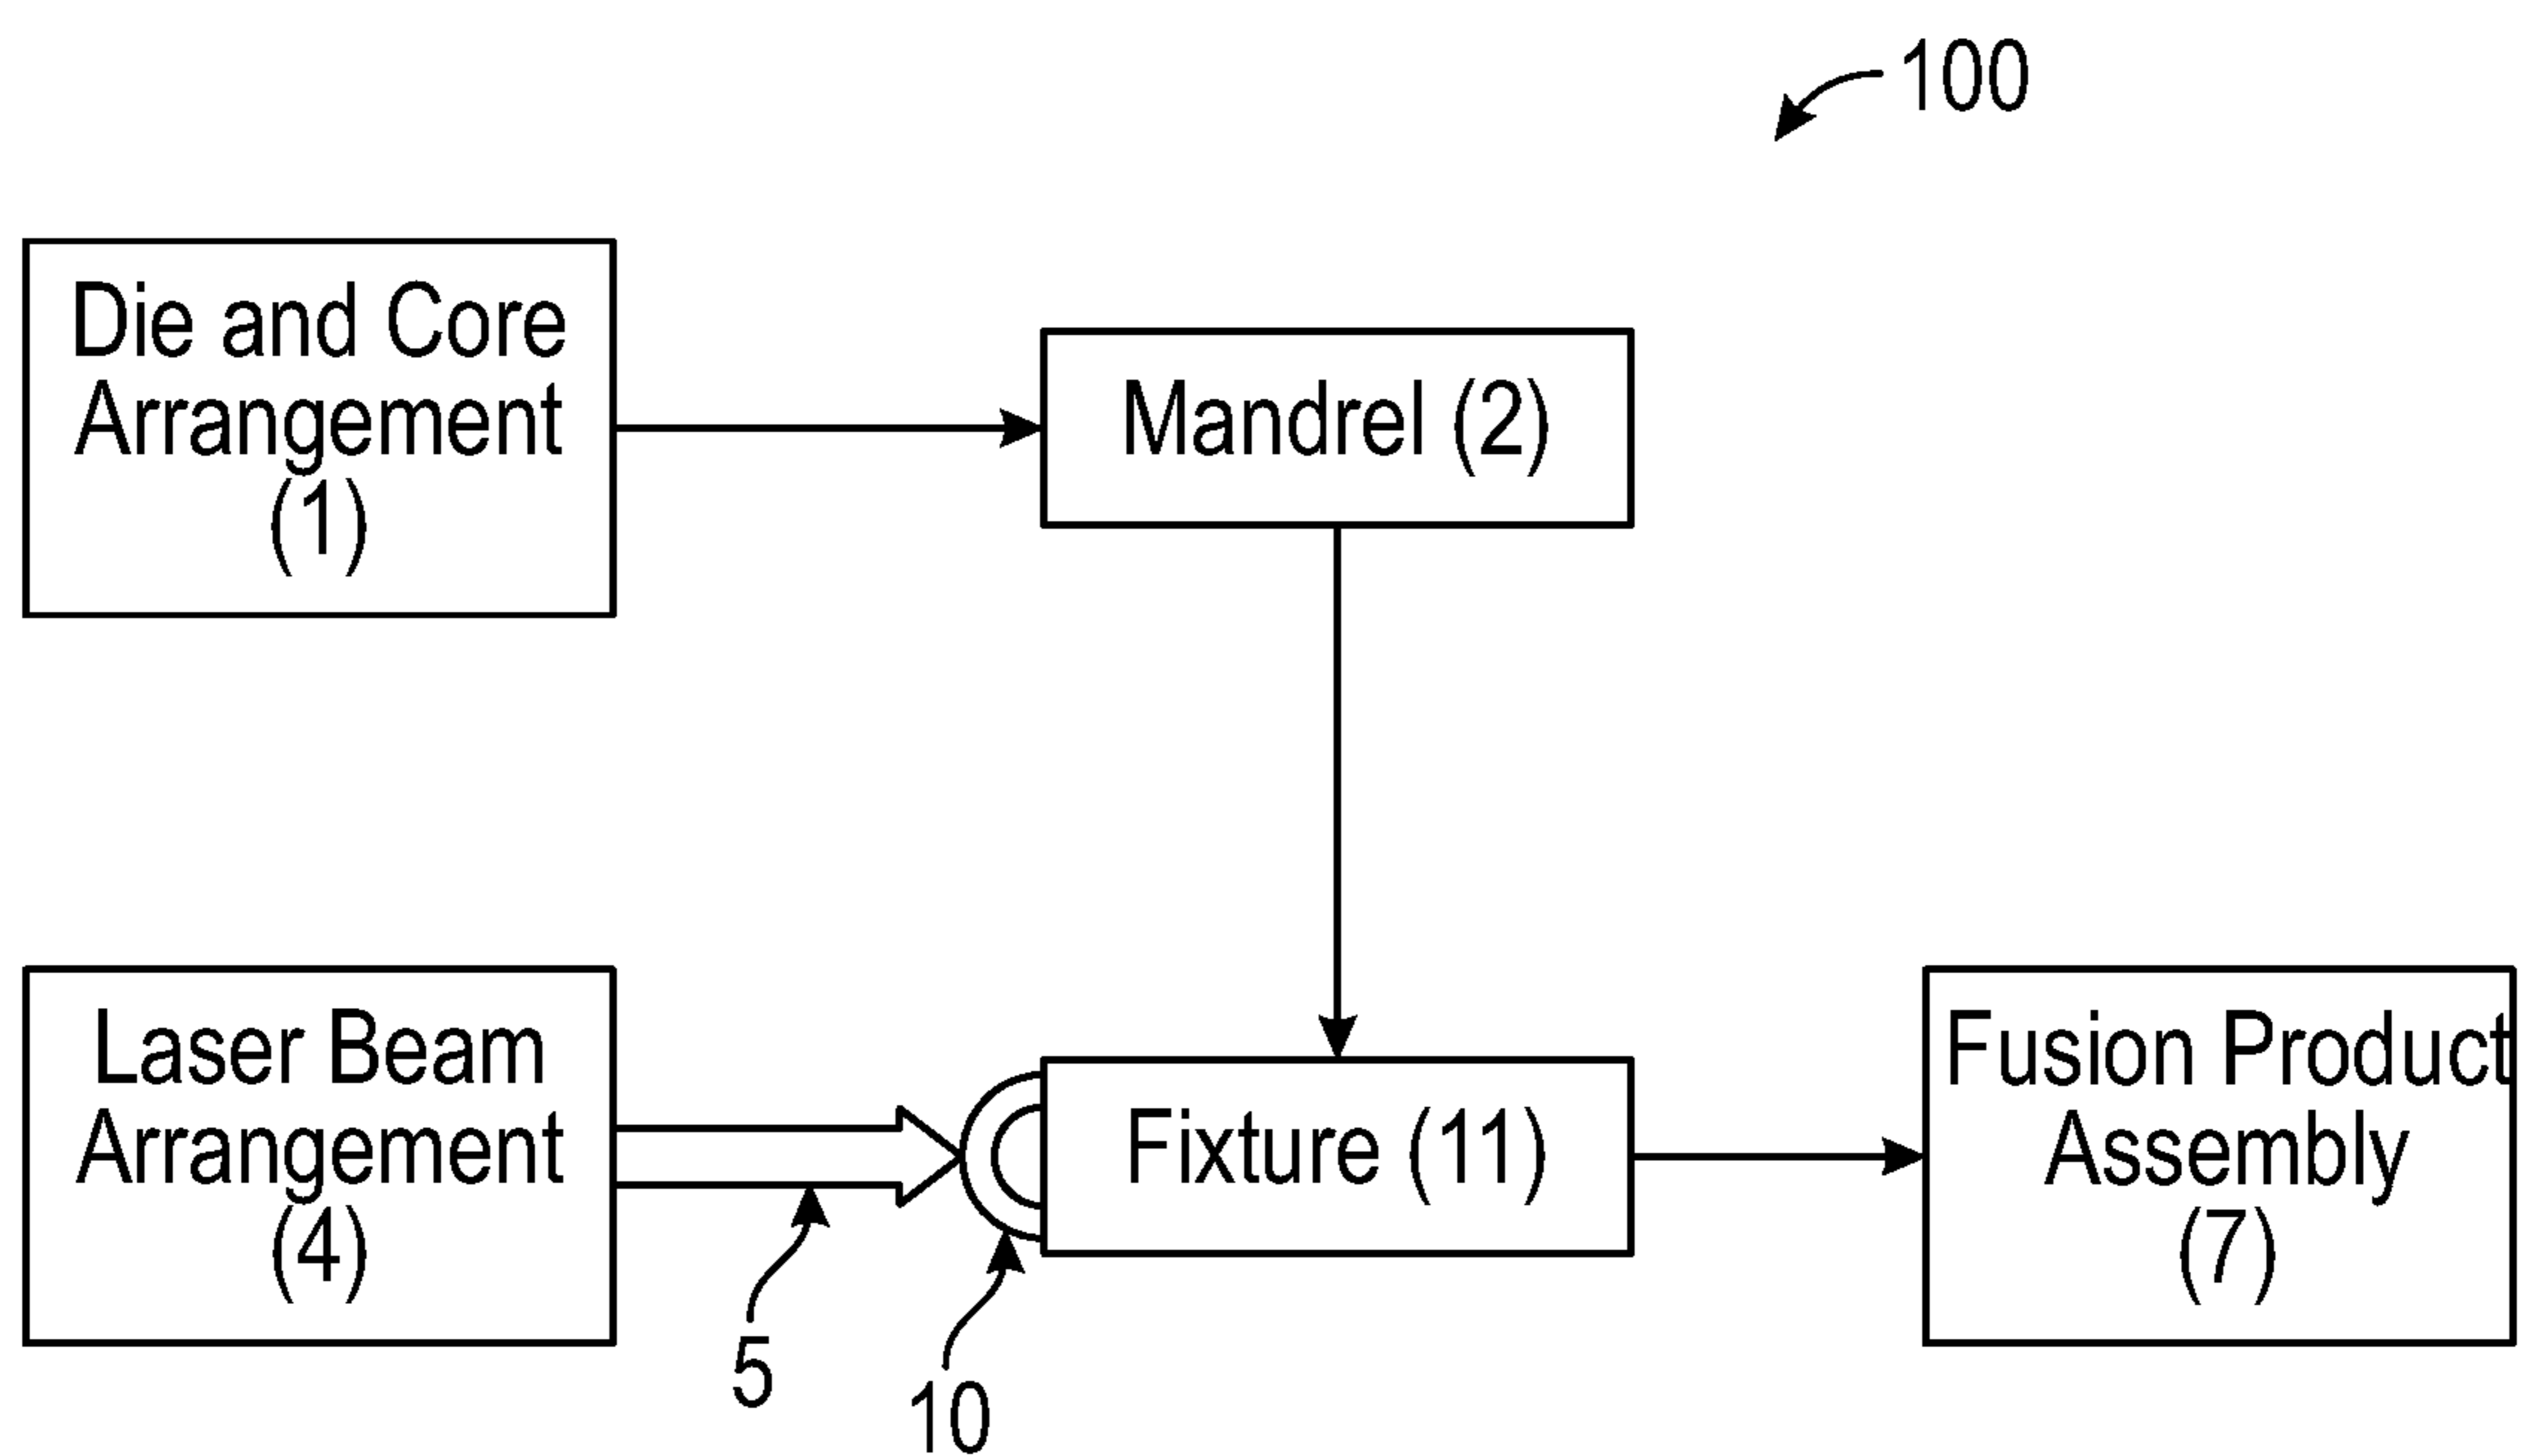 100
Die and Core
Arrangement
(1)
Mandrel (2)
Laser Beam
Arrangement
(4)
Fixture (11)
Fusion Product
Assembly
(7)
5
10